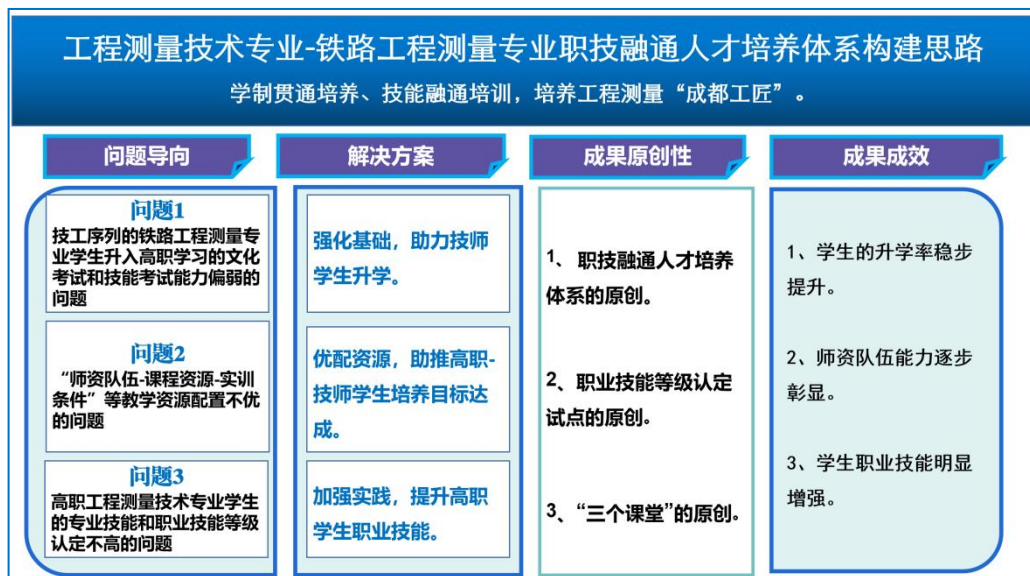 工程测量技术专业-铁路工程测量专业职技融通人才培养体系构建思路
学制贯通培养、技能融通培训，培养工程测量“成都工匠”。
问题导向
问题1
技工序列的铁路工程测量专
业学生升入高职学习的文化
考试和技能考试能力偏弱的
问题
问题2
“师资队伍-课程资源-实训
条件”等教学资源配置不优
的问题
问题3
高职工程测量技术专业学生
的专业技能和职业技能等级
认定不高的问题
解决方案
强化基础，助力技师
学生升学。
优配资源，助推高职-
技师学生培养目标达
成。
加强实践，提升高职
学生职业技能。
成果原创性
1、 职技融通人才培养
体系的原创。
2、职业技能等级认定
试点的原创。
3、“三个课堂”的原创。
成果成效
1、学生的升学率稳步
提升。
2、师资队伍能力逐步
彰显。
3、学生职业技能明显
增强。